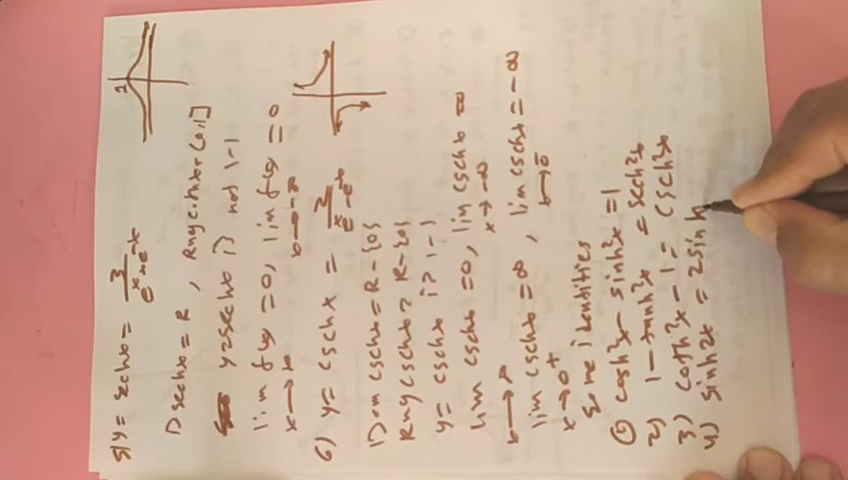 5) y = sechx = 2/(e^x+e^-x)
D sechx = R , Rng sechx = (0,1]
y = sechx is not 1-1
lim f(x) = 0, lim f(x) = 0
x→∞ x→-∞
6) y = csch x = 2/(e^x-e^-x)
Dom cschx = R-{0}
Rng cschx = R-{0}
y = cschx is 1-1
lim cschx = 0, lim cschx =
x→∞ x→-∞
lim cschx = ∞, lim cschx = -∞
x→0+ x→0-
Some identities
① cosh²x - sinh²x = 1
2) 1 - tanh²x = sech²x
3) coth²x - 1 = csch²x
4) sinh2x = 2sinh